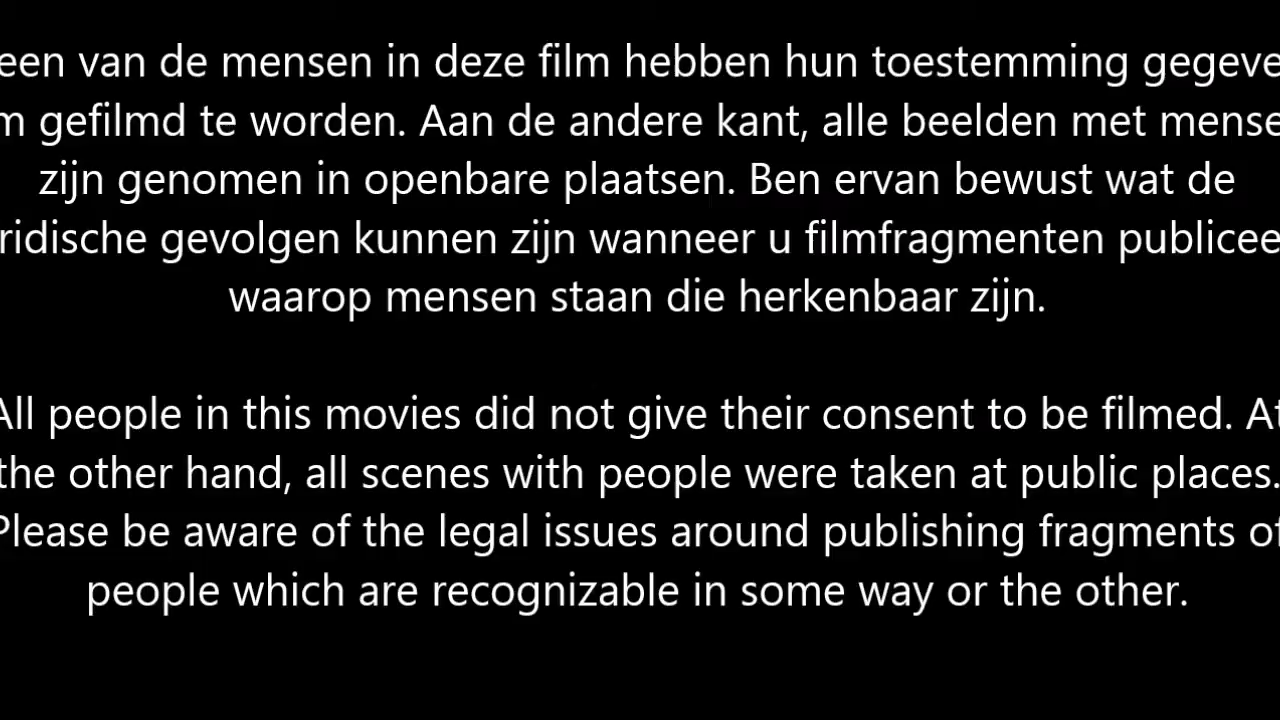 een van de mensen in deze film hebben hun toestemming gegeve
m gefilmd te worden. Aan de andere kant, alle beelden met mense
zijn genomen in openbare plaatsen. Ben ervan bewust wat de
ridische gevolgen kunnen zijn wanneer u filmfragmenten publicee
waarop mensen staan die herkenbaar zijn.
All people in this movies did not give their consent to be filmed. At
the other hand, all scenes with people were taken at public places.
Please be aware of the legal issues around publishing fragments of
people which are recognizable in some way or the other.